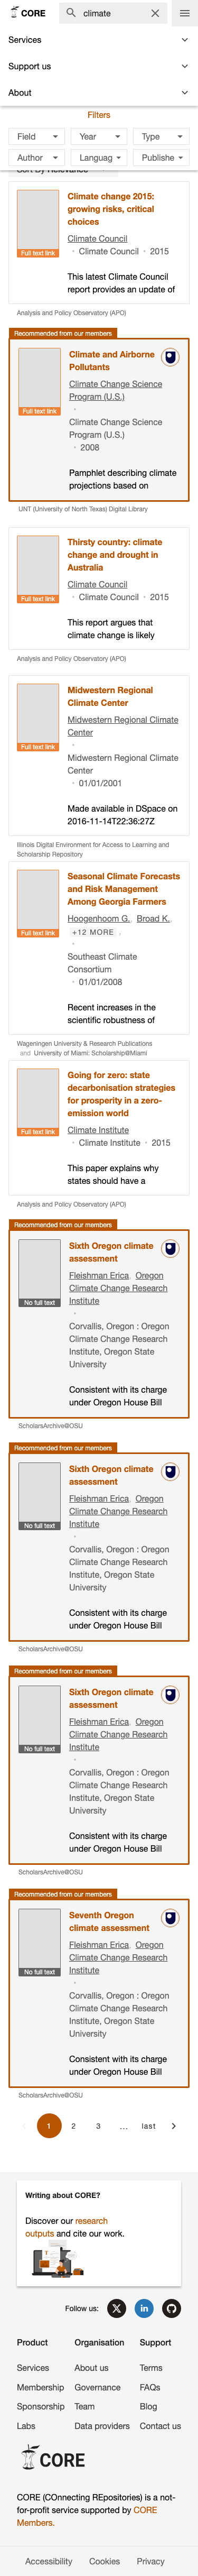 CORE
climate
Services
Support us
About
Filters
Field
Year
Type
Author
Languag
Publishe
Sort By Relevance
Climate change 2015:
growing risks, critical
choices
Climate Council
· Climate Council · 2015
Full text link
This latest Climate Council
report provides an update of
Analysis and Policy Observatory (APO)
Recommended from our members
Climate and Airborne
Pollutants
Climate Change Science
Program (U.S.)
·
Climate Change Science
Program (U.S.)
· 2008
Full text link
Pamphlet describing climate
projections based on
UNT (University of North Texas) Digital Library
Thirsty country: climate
change and drought in
Australia
Climate Council
· Climate Council · 2015
Full text link
This report argues that
climate change is likely
Analysis and Policy Observatory (APO)
Midwestern Regional
Climate Center
Midwestern Regional Climate
Center
·
Midwestern Regional Climate
Center
· 01/01/2001
Full text link
Made available in DSpace on
2016-11-14T22:36:27Z
Illinois Digital Environment for Access to Learning and
Scholarship Repository
Seasonal Climate Forecasts
and Risk Management
Among Georgia Farmers
Hoogenhoom G., Broad K.,
+12 MORE .
·
Southeast Climate
Consortium
· 01/01/2008
Full text link
Recent increases in the
scientific robustness of
Wageningen University & Research Publications
and University of Miami: Scholarship@Miami
Going for zero: state
decarbonisation strategies
for prosperity in a zero-
emission world
Climate Institute
· Climate Institute · 2015
Full text link
This paper explains why
states should have a
Analysis and Policy Observatory (APO)
Recommended from our members
Sixth Oregon climate
assessment
Fleishman Erica, Oregon
Climate Change Research
Institute
·
Corvallis, Oregon : Oregon
Climate Change Research
Institute, Oregon State
University
No full text
Consistent with its charge
under Oregon House Bill
ScholarsArchive@OSU
Recommended from our members
Sixth Oregon climate
assessment
Fleishman Erica, Oregon
Climate Change Research
Institute
·
Corvallis, Oregon : Oregon
Climate Change Research
Institute, Oregon State
University
No full text
Consistent with its charge
under Oregon House Bill
ScholarsArchive@OSU
Recommended from our members
Sixth Oregon climate
assessment
Fleishman Erica, Oregon
Climate Change Research
Institute
·
Corvallis, Oregon : Oregon
Climate Change Research
Institute, Oregon State
University
No full text
Consistent with its charge
under Oregon House Bill
ScholarsArchive@OSU
Recommended from our members
Seventh Oregon
climate assessment
Fleishman Erica, Oregon
Climate Change Research
Institute
·
Corvallis, Oregon : Oregon
Climate Change Research
Institute, Oregon State
University
No full text
Consistent with its charge
under Oregon House Bill
ScholarsArchive@OSU
1 2 3 ... last
Writing about CORE?
Discover our research
outputs and cite our work.
Follow us:
Product
Organisation
Support
Services
About us
Terms
Membership
Governance
FAQs
Sponsorship
Team
Blog
Labs
Data providers
Contact us
CORE
CORE (COnnecting REpositories) is a not-
for-profit service supported by CORE
Members.
Accessibility
Cookies
Privacy